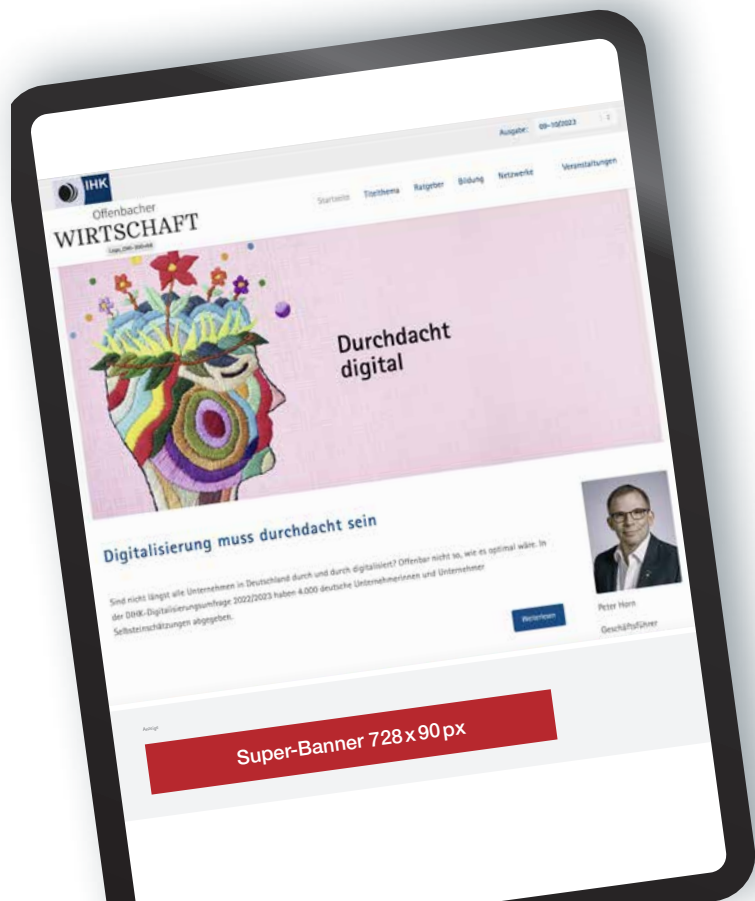 Ausgabe: 09-10/2023
IHK
Offenbacher
WIRTSCHAFT
Startseite Titelthema Ratgeber Bildung Netzwerke Veranstaltungen
Durchdacht
digital
Digitalisierung muss durchdacht sein
Sind nicht längst alle Unternehmen in Deutschland durch und durch digitalisiert? Offenbar nicht so, wie es optimal wäre. In
der DIHK-Digitalisierungsumfrage 2022/2023 haben 4.000 deutsche Unternehmerinnen und Unternehmer
Selbsteinschätzungen abgegeben.
Weiterlesen
Peter Horn
Geschäftsführer
Anzeige
Super-Banner 728 x 90 px